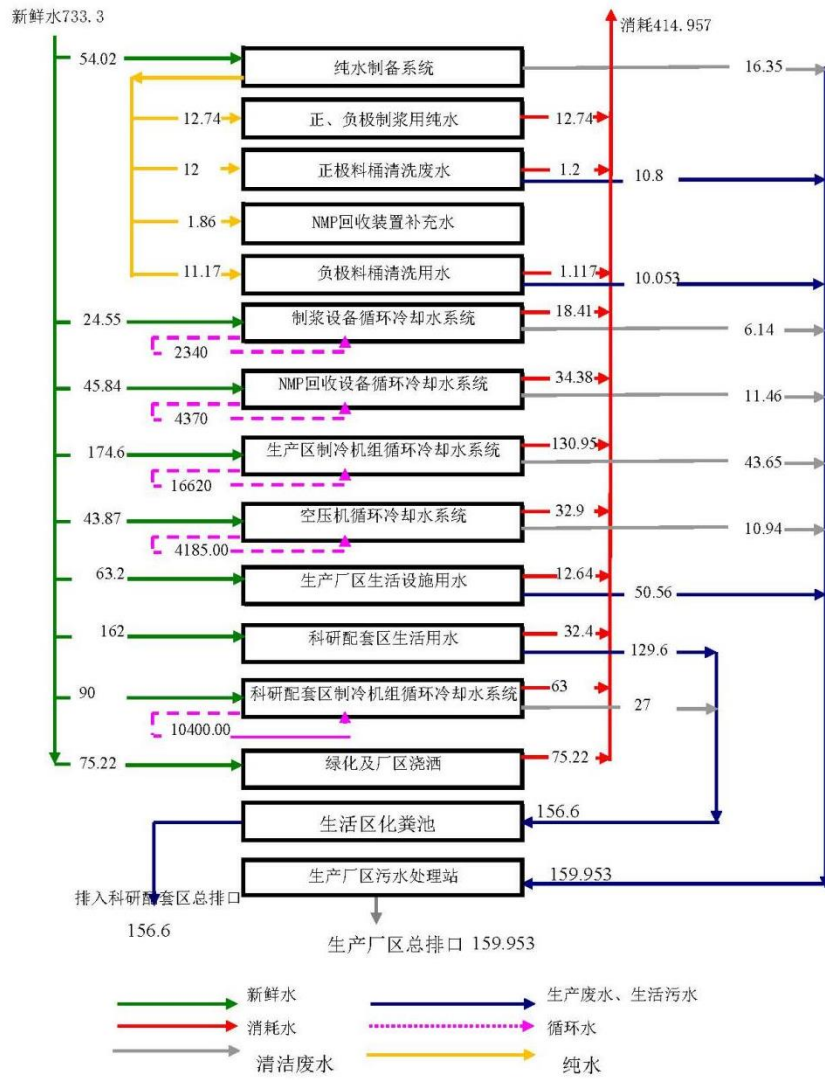 新鲜水733.3
消耗414.957
54.02
纯水制备系统
16.35
12.74
正、负极制浆用纯水
12.74
12
正极料桶清洗废水
1.2
10.8
1.86
NMP回收装置补充水
11.17
负极料桶清洗用水
1.117
10.053
24.55
制浆设备循环冷却水系统
18.41
6.14
2340
45.84
NMP回收设备循环冷却水系统
34.38
11.46
4370
174.6
生产区制冷机组循环冷却水系统
130.95
43.65
16620
43.87
空压机循环冷却水系统
32.9
10.94
4185.00
63.2
生产厂区生活设施用水
12.64
50.56
162
科研配套区生活用水
32.4
129.6
90
科研配套区制冷机组循环冷却水系统
63
27
10400.00
75.22
绿化及厂区浇洒
75.22
生活区化粪池
156.6
生产厂区污水处理站
159.953
排入科研配套区总排口
156.6
生产厂区总排口 159.953
新鲜水
生产废水、生活污水
消耗水
循环水
清洁废水
纯水